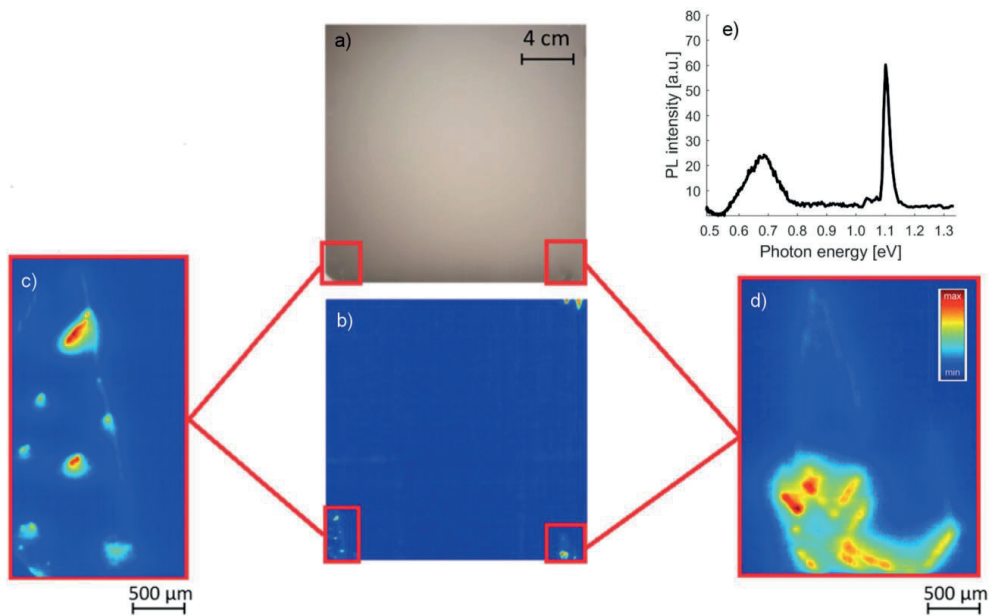 a)
4 cm
b)
c)
500 µm
d)
max
min
500 µm
e)
PL intensity [a.u.]
80
70
60
50
40
30
20
10
0.5 0.6 0.7 0.8 0.9 1.0 1.1 1.2 1.3
Photon energy [eV]